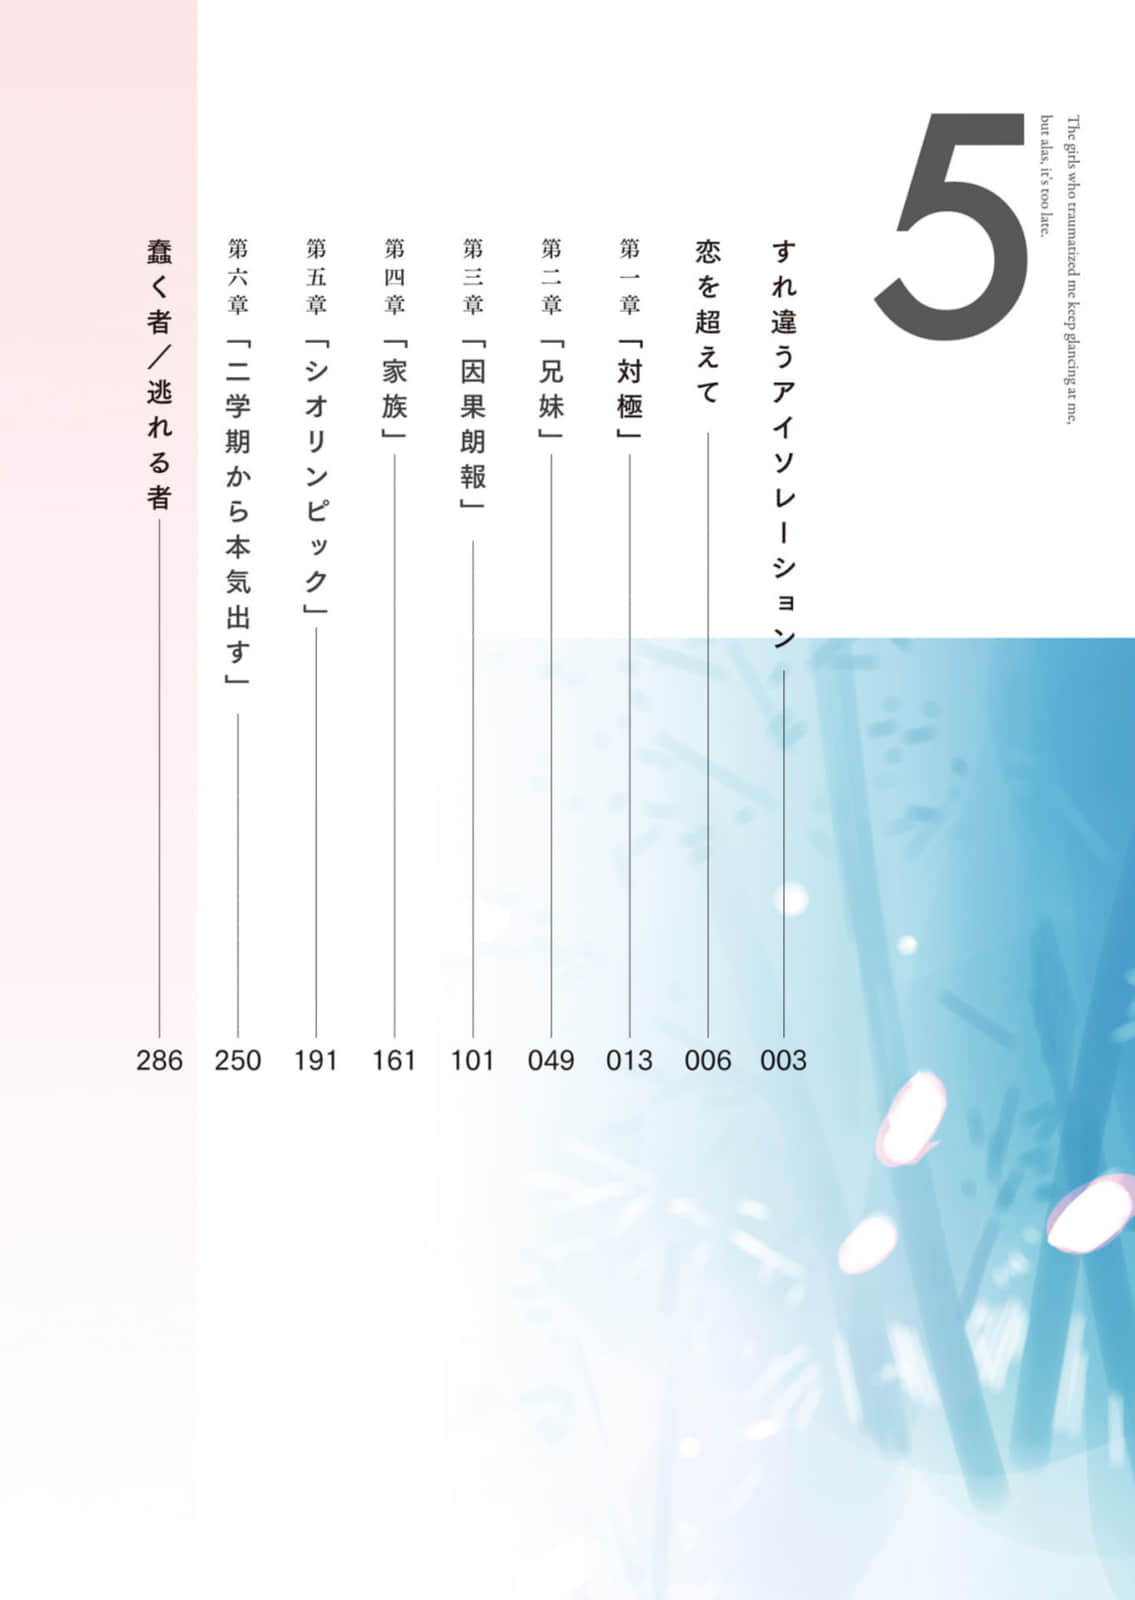 The girls who traumatized me keep glancing at me,
but alas, it's too late.
5
すれ違うアイソレーション 003
恋を超えて 006
第一章「対極」 013
第二章「兄妹」 049
第三章「因果朗報」 101
第四章「家族」 161
第五章「シオリンピック」 191
第六章「二学期から本気出す」 250
蠢く者／逃れる者 286